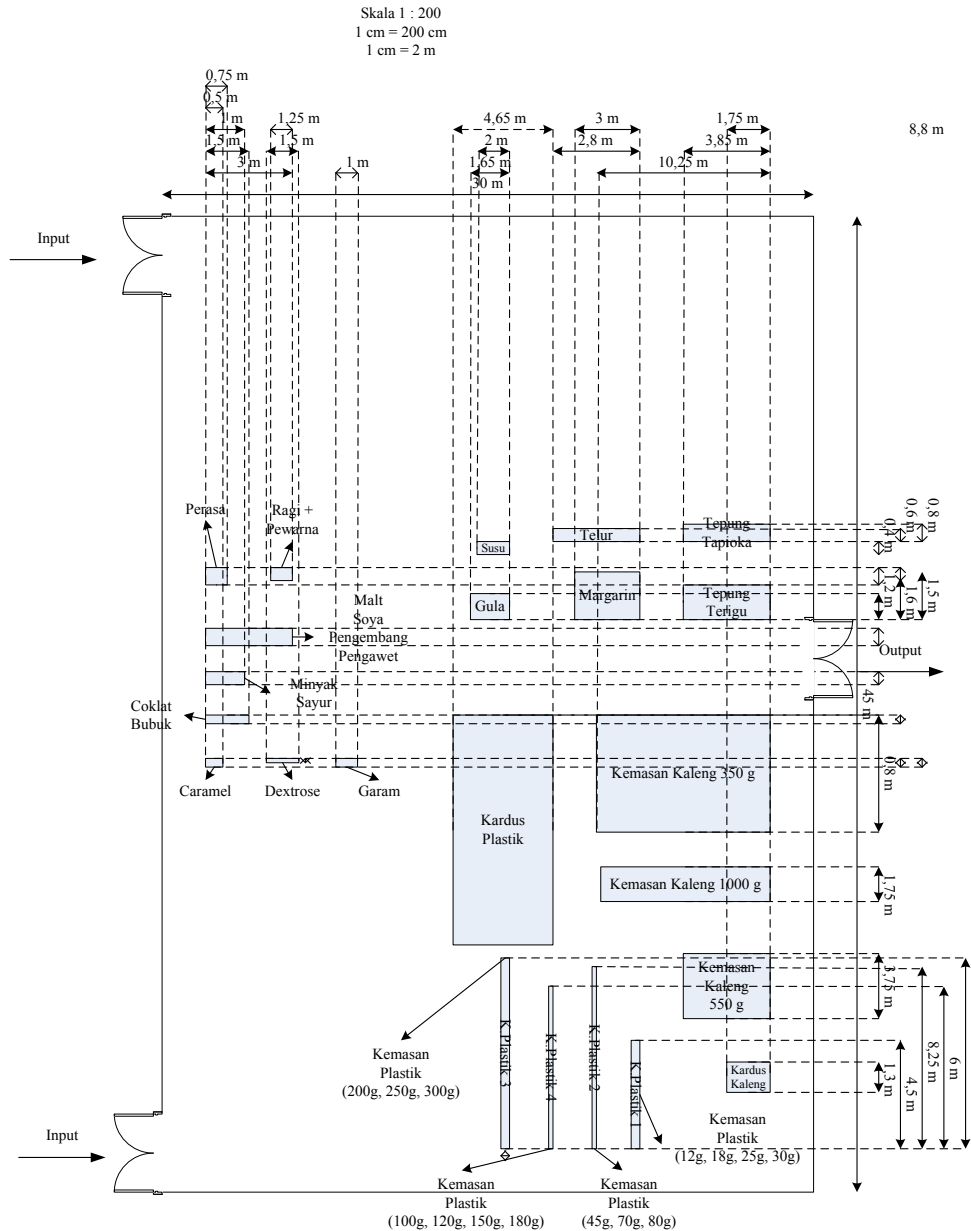 Skala 1 : 200
1 cm = 200 cm
1 cm = 2 m
0,75 m
0,5 m
1 m
1,5 m
3 m
1,25 m
1,5 m
1 m
4,65 m
2 m
1,65 m
30 m
3 m
2,8 m
1,75 m
3,85 m
10,25 m
8,8 m
Input
Perasa
Ragi +
Pewarna
Susu
Telur
Tepung
Tapioka
0,4 m
0,6 m
0,8 m
Gula
Margarin
Tepung
Terigu
1,2 m
1,6 m
1,5 m
Malt
Soya
Pengembang
Pengawet
Output
45 m
Minyak
Sayur
Coklat
Bubuk
Caramel
Dextrose
Garam
Kardus
Plastik
Kemasan Kaleng 350 g
0,8 m
Kemasan Kaleng 1000 g
1,75 m
Kemasan
Kaleng
550 g
3,75 m
K.Plastik 3
K.Plastik 4
K.Plastik 2
K.Plastik 1
Kardus
Kaleng
1,3 m
4,5 m
8,25 m
6 m
Kemasan
Plastik
(200g, 250g, 300g)
Kemasan
Plastik
(12g, 18g, 25g, 30g)
Input
Kemasan
Plastik
(100g, 120g, 150g, 180g)
Kemasan
Plastik
(45g, 70g, 80g)